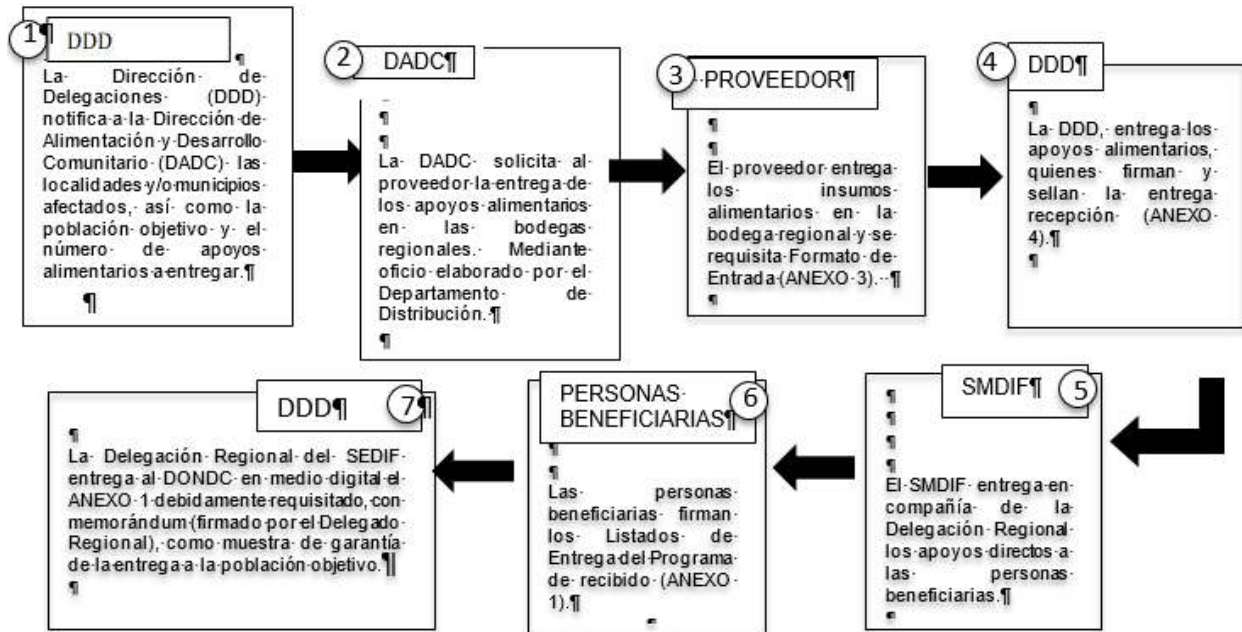 1¶
DDD
¶
La Dirección de
Delegaciones (DDD)
notifica a la Dirección de
Alimentación y Desarrollo
Comunitario (DADC) las
localidades y/o municipios
afectados, así como la
población objetivo y el
número de apoyos
alimentarios a entregar.¶
¶
2
DADC¶
¶
¶
La DADC solicita al
proveedor la entrega de
los apoyos alimentarios
en las bodegas
regionales. Mediante
oficio elaborado por el
Departamento de
Distribución.¶
¶
3
PROVEEDOR¶
¶
¶
El proveedor entrega
los insumos
alimentarios en la
bodega regional y se
requisita Formato de
Entrada (ANEXO 3). ¶
¶
4
DDD¶
¶
La DDD, entrega los
apoyos alimentarios,
quienes firman y
sellan la entrega
recepción (ANEXO
4).¶
¶
SMDIF¶
5
¶
¶
¶
¶
El SMDIF entrega en
compañía de la
Delegación Regional
los apoyos directos a
las personas
beneficiarias.¶
¶
PERSONAS
BENEFICIARIAS¶
6
¶
¶
Las personas
beneficiarias firman
los Listados de
Entrega del Programa
de recibido (ANEXO
1).¶
¶
DDD¶
7¶
¶
La Delegación Regional del SEDIF
entrega al DONDC en medio digital el
ANEXO 1 debidamente requisitado, con
memorándum (firmado por el Delegado
Regional), como muestra de garantía
de la entrega a la población objetivo.¶
¶